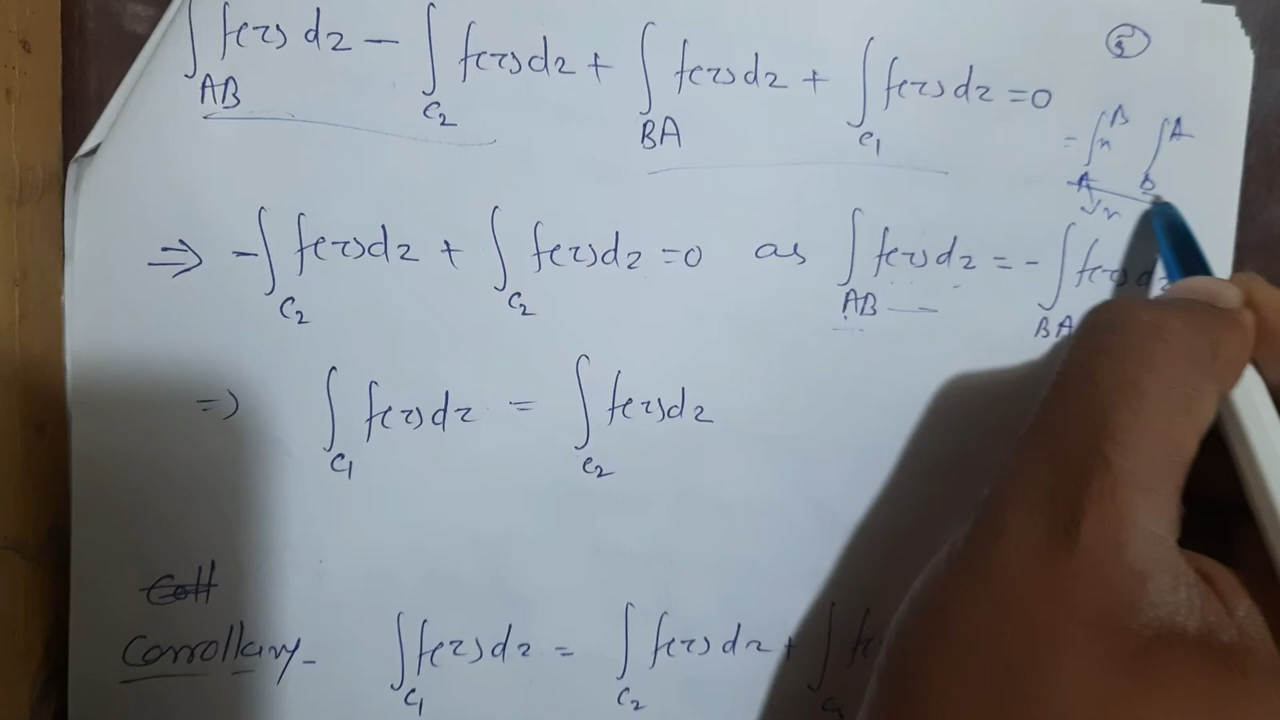 ∫_AB f(z) dz − ∫_C₂ f(z) dz + ∫_BA f(z) dz + ∫_C₁ f(z) dz = 0
⇒ −∫_C₂ f(z) dz + ∫_C₂ f(z) dz = 0 as ∫_AB f(z) dz = − ∫_BA f(z) dz
⇒ ∫_C₁ f(z) dz = ∫_C₂ f(z) dz
Corrollary - ∫_C₁ f(z) dz = ∫_C₂ f(z) dz + ∫